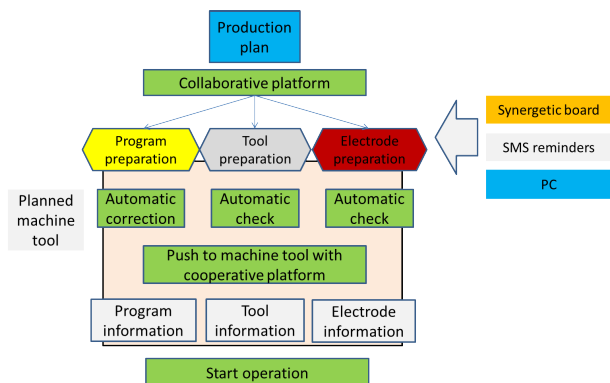 Production
plan
Collaborative platform
Synergetic board
SMS reminders
PC
Program
preparation
Tool
preparation
Electrode
preparation
Planned
machine
tool
Automatic
correction
Automatic
check
Automatic
check
Push to machine tool with
cooperative platform
Program
information
Tool
information
Electrode
information
Start operation